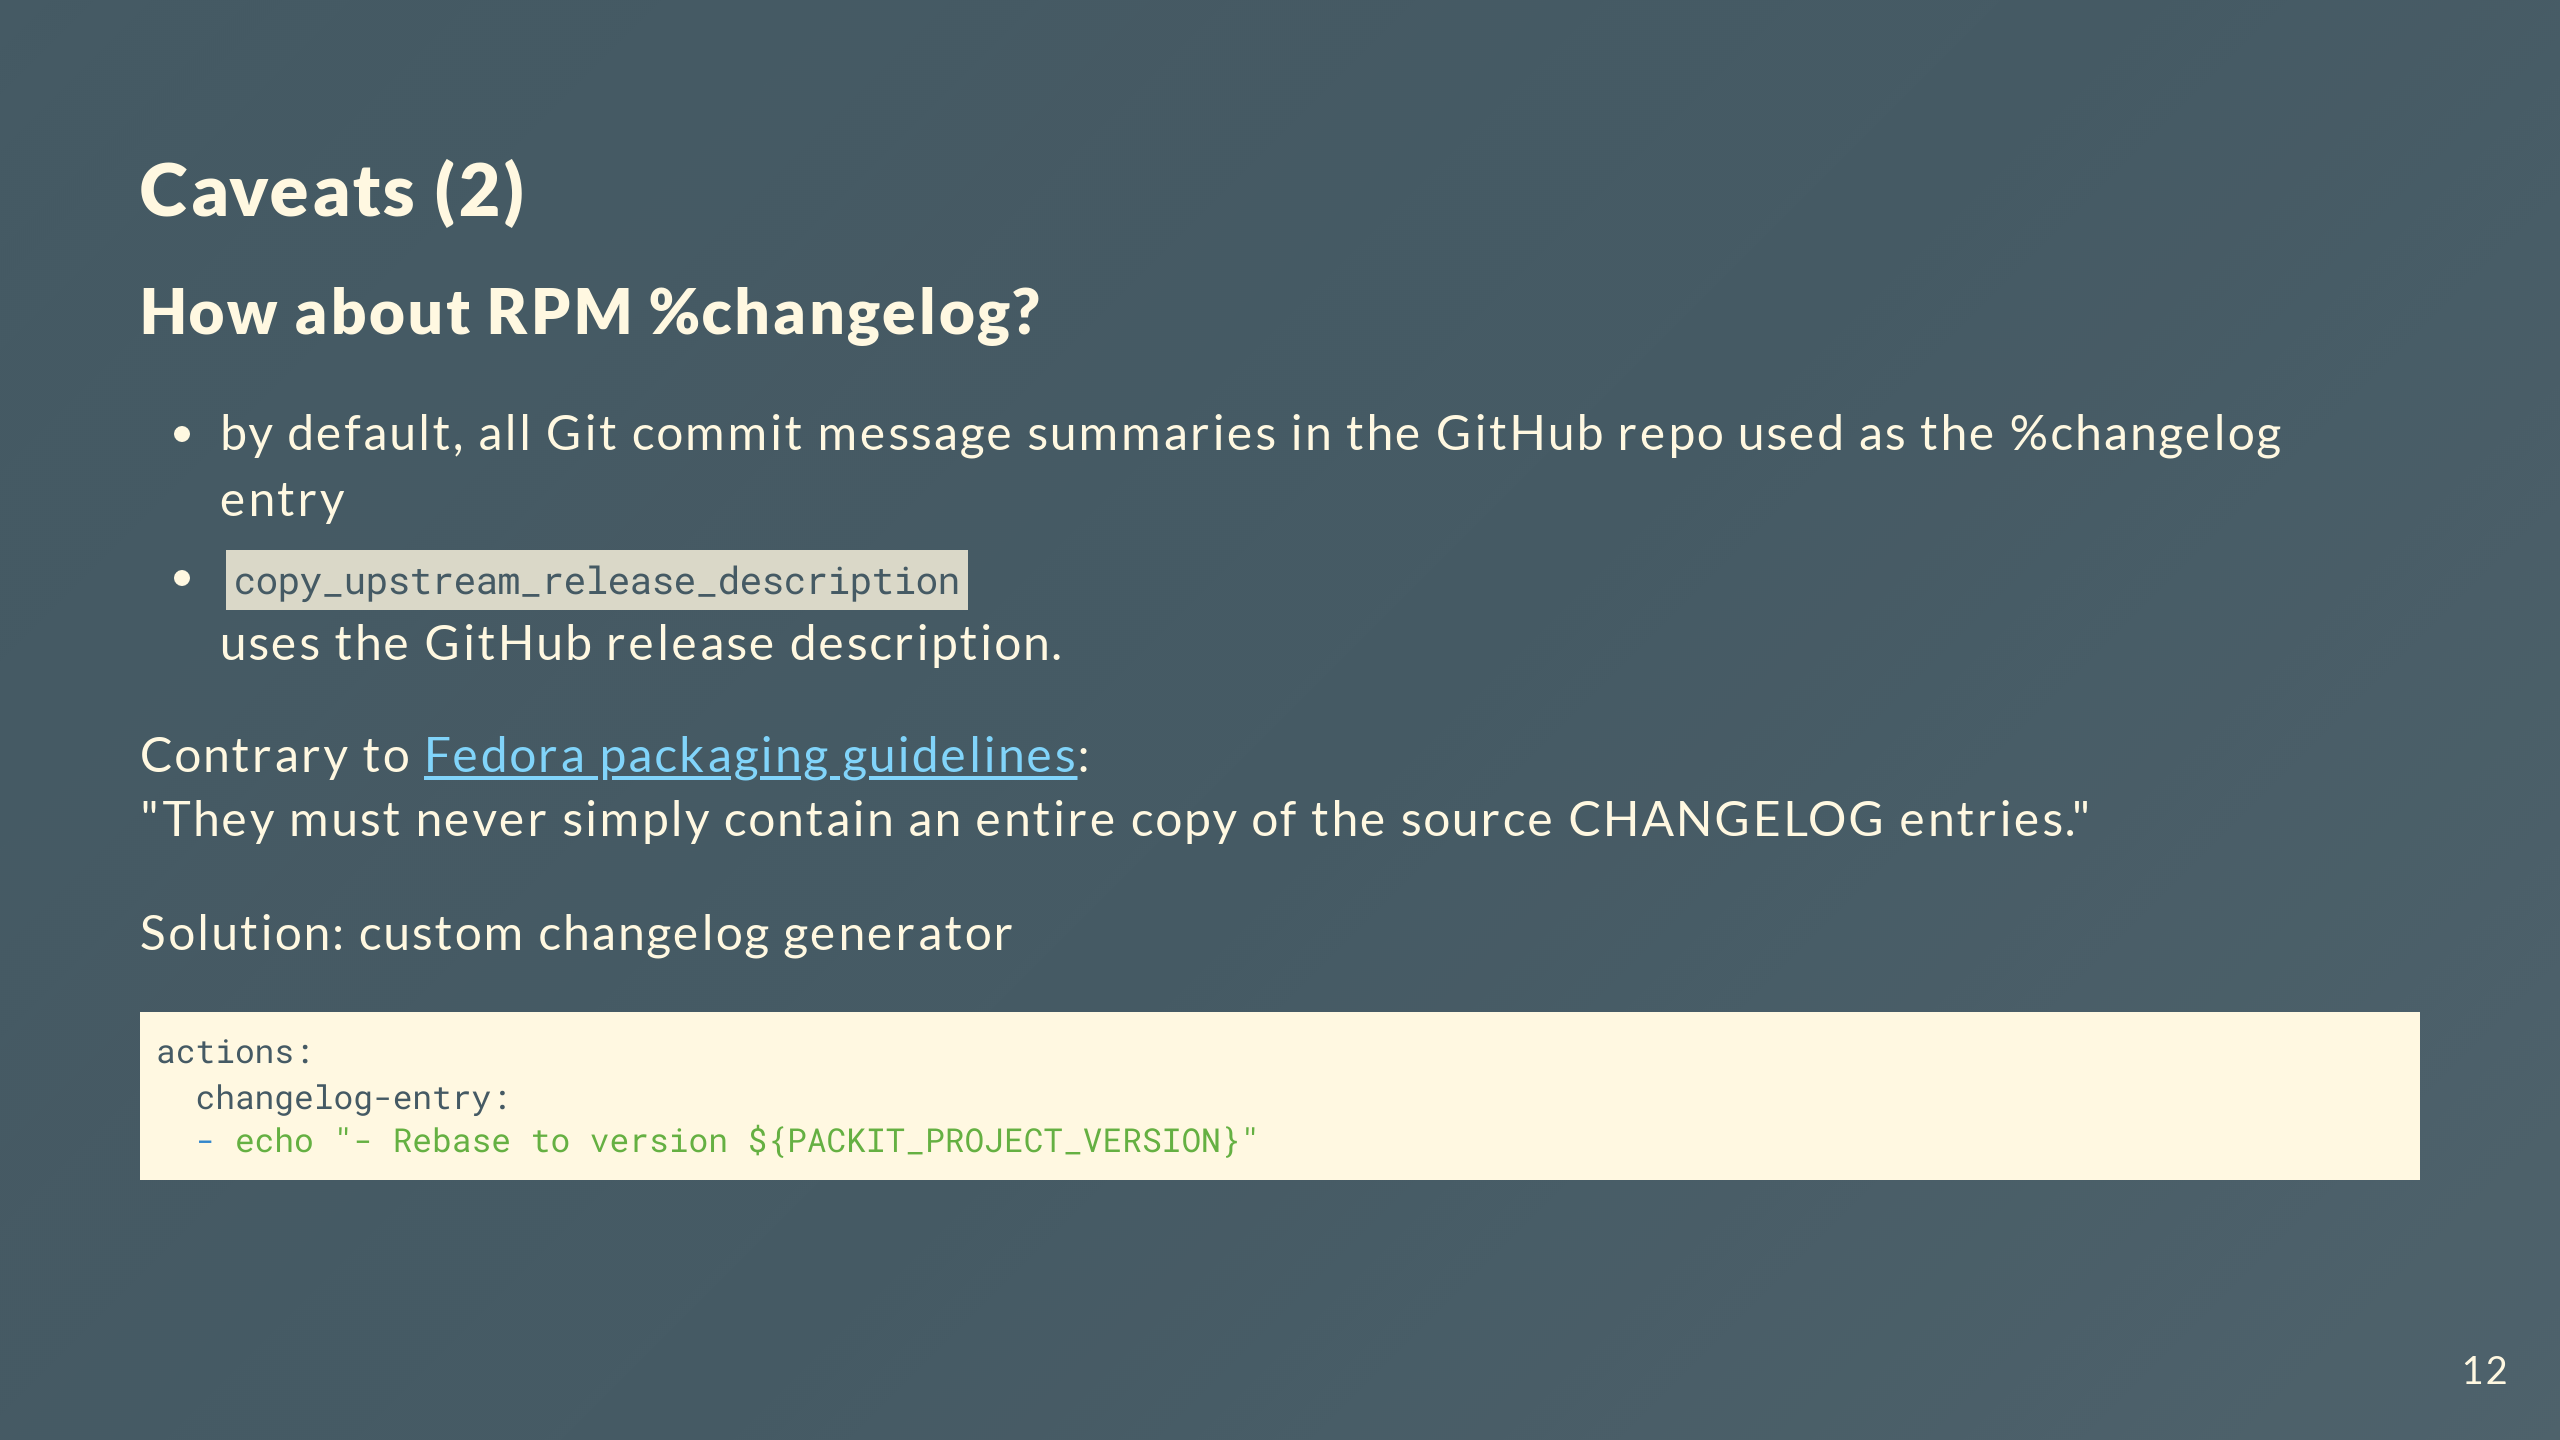 Caveats (2)
How about RPM %changelog?
by default, all Git commit message summaries in the GitHub repo used as the %changelog
entry
copy_upstream_release_description
uses the GitHub release description.
Contrary to Fedora packaging guidelines:
"They must never simply contain an entire copy of the source CHANGELOG entries."
Solution: custom changelog generator
actions:
  changelog-entry:
  - echo "- Rebase to version ${PACKIT_PROJECT_VERSION}"
12